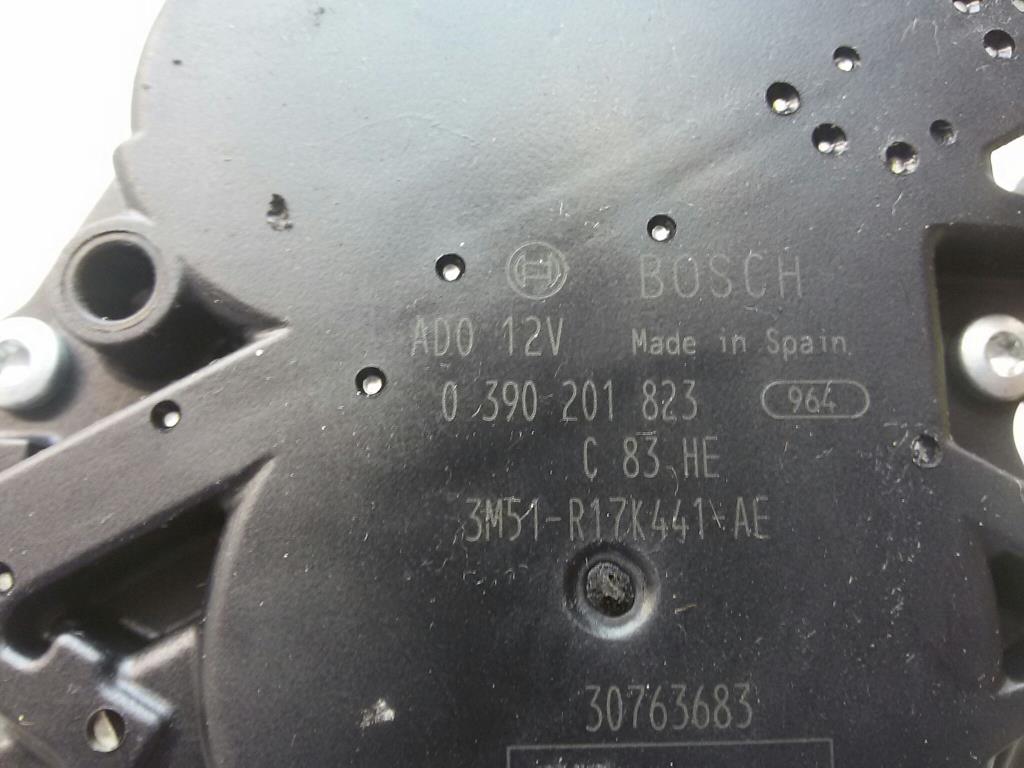 BOSCH
AD0 12V Made in Spain
0 390 201 823 964
C 83 HE
3M51-R17K441-AE
30763683